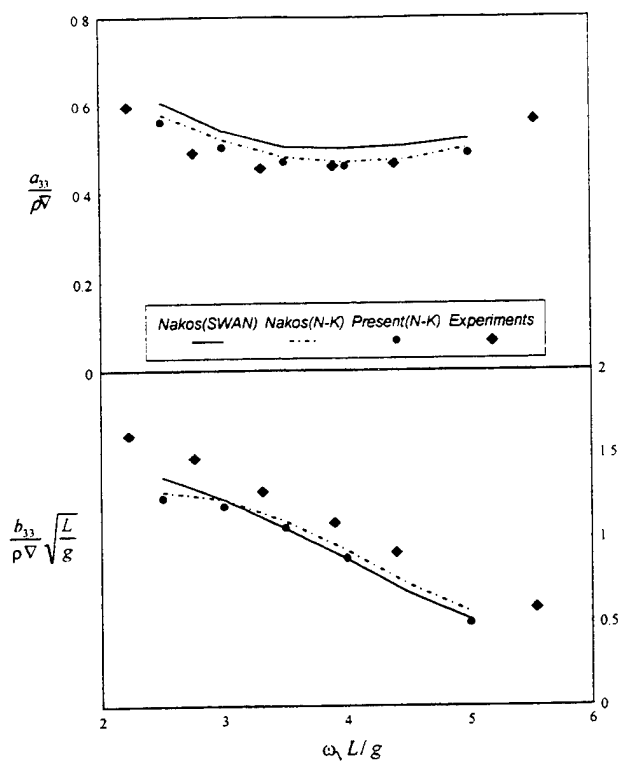 0 8
0 6
a₃₃
ρ∇
0 4
0.2
Nakos(SWAN) Nakos(N-K) Present(N-K) Experiments
0
2
1 5
b₃₃
ρ ∇
√
L
g
1
0.5
0
2 3 4 5 6
L / g